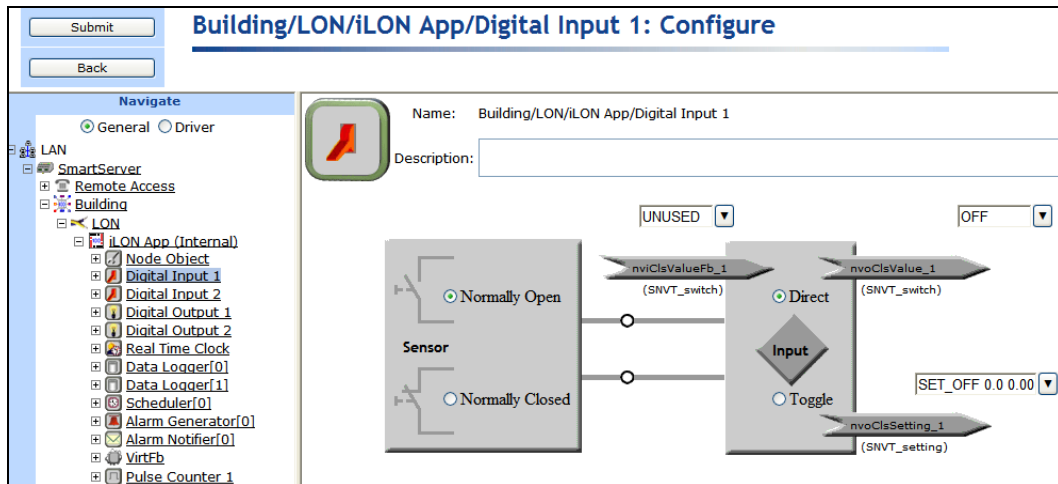 Submit
Building/LON/iLON App/Digital Input 1: Configure
Back
Navigate
General Driver
LAN
SmartServer
Remote Access
Building
LON
iLON App (Internal)
Node Object
Digital Input 1
Digital Input 2
Digital Output 1
Digital Output 2
Real Time Clock
Data Logger[0]
Data Logger[1]
Scheduler[0]
Alarm Generator[0]
Alarm Notifier[0]
VirtFb
Pulse Counter 1
Name: Building/LON/iLON App/Digital Input 1
Description:
UNUSED OFF
nviClsValueFb_1 nvoClsValue_1
(SNVT_switch) (SNVT_switch)
Normally Open Direct
Sensor Input
SET_OFF 0.0 0.00
Normally Closed Toggle
nvoClsSetting_1
(SNVT_setting)